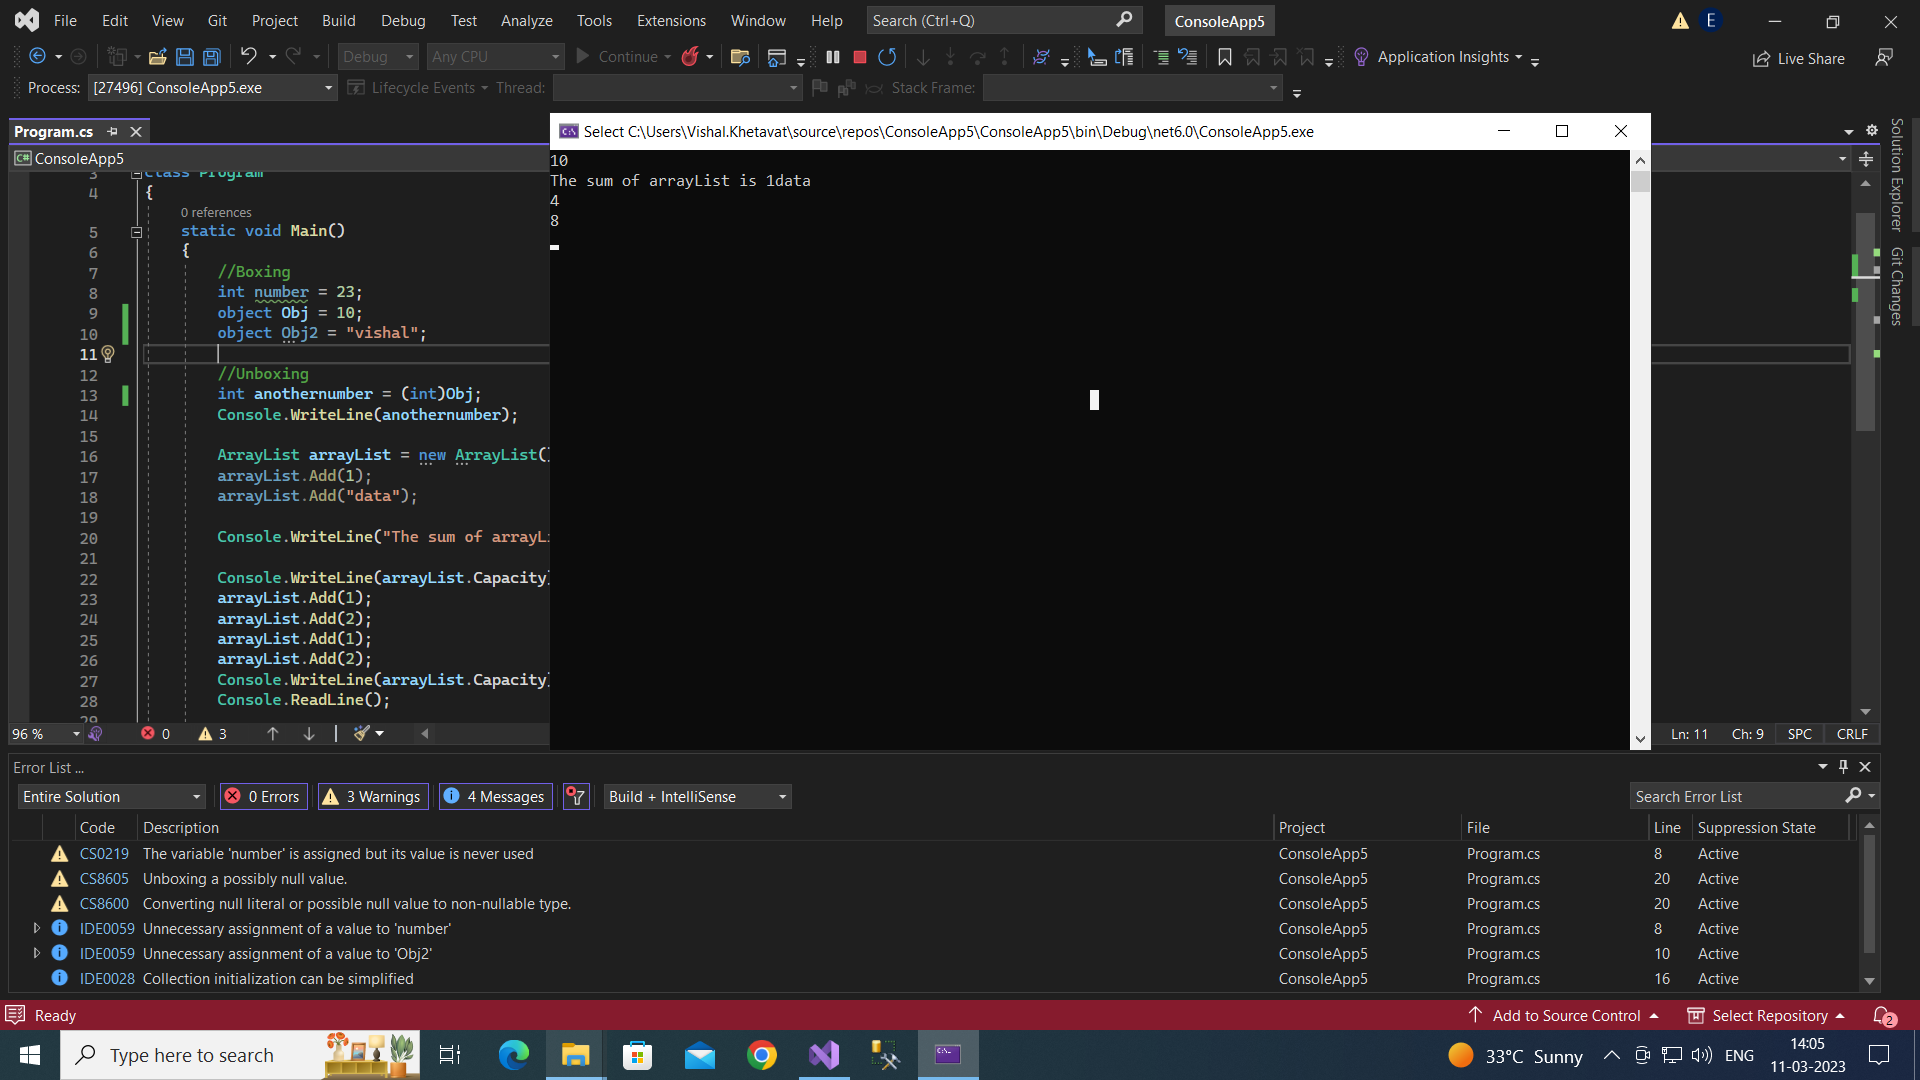 File Edit View Git Project Build Debug Test Analyze Tools Extensions Window Help Search (Ctrl+Q) ConsoleApp5 E
Debug Any CPU Continue Application Insights Live Share
Process: [27496] ConsoleApp5.exe Lifecycle Events Thread: Stack Frame:
Program.cs
C# ConsoleApp5
3 class Program
4 {
0 references
5 static void Main()
6 {
7 //Boxing
8 int number = 23;
9 object Obj = 10;
10 object Obj2 = "vishal";
11
12 //Unboxing
13 int anothernumber = (int)Obj;
14 Console.WriteLine(anothernumber);
15
16 ArrayList arrayList = new ArrayList()
17 arrayList.Add(1);
18 arrayList.Add("data");
19
20 Console.WriteLine("The sum of arrayL
21
22 Console.WriteLine(arrayList.Capacity)
23 arrayList.Add(1);
24 arrayList.Add(2);
25 arrayList.Add(1);
26 arrayList.Add(2);
27 Console.WriteLine(arrayList.Capacity)
28 Console.ReadLine();
29
Select C:\Users\Vishal.Khetavat\source\repos\ConsoleApp5\ConsoleApp5\bin\Debug\net6.0\ConsoleApp5.exe
10
The sum of arrayList is 1data
4
8
Solution Explorer
Git Changes
96 % 0 3 Ln: 11 Ch: 9 SPC CRLF
Error List ...
Entire Solution 0 Errors 3 Warnings 4 Messages Build + IntelliSense Search Error List
Code Description Project File Line Suppression State
CS0219 The variable 'number' is assigned but its value is never used ConsoleApp5 Program.cs 8 Active
CS8605 Unboxing a possibly null value. ConsoleApp5 Program.cs 20 Active
CS8600 Converting null literal or possible null value to non-nullable type. ConsoleApp5 Program.cs 20 Active
IDE0059 Unnecessary assignment of a value to 'number' ConsoleApp5 Program.cs 8 Active
IDE0059 Unnecessary assignment of a value to 'Obj2' ConsoleApp5 Program.cs 10 Active
IDE0028 Collection initialization can be simplified ConsoleApp5 Program.cs 16 Active
Ready Add to Source Control Select Repository 2
Type here to search 33°C Sunny ENG 14:05
11-03-2023